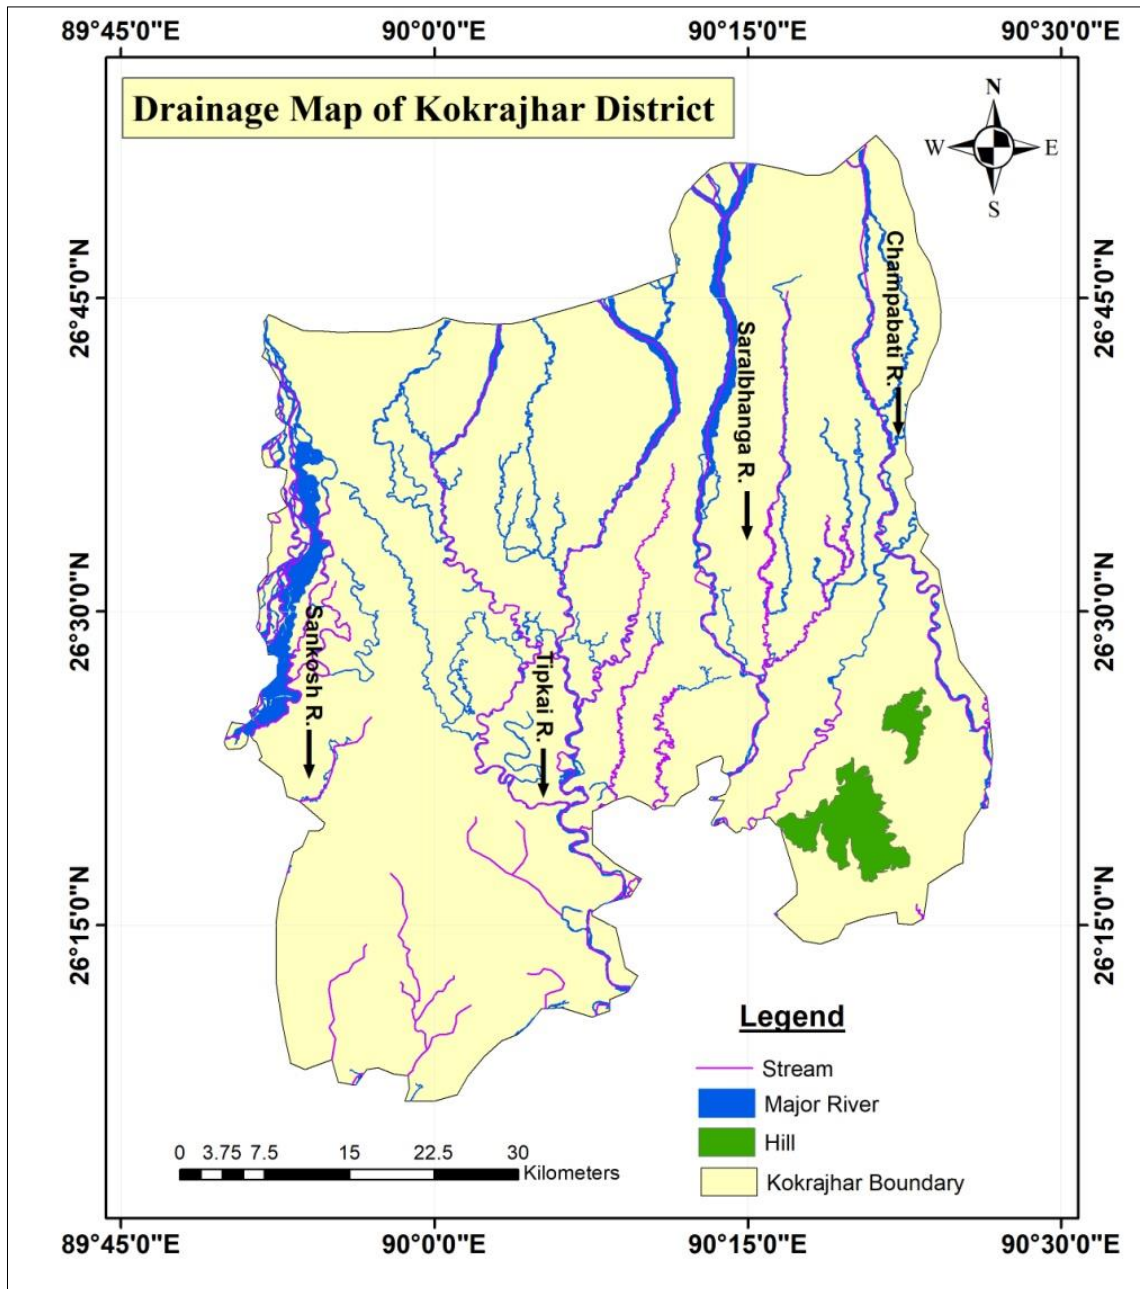 89°45'0"E 90°0'0"E 90°15'0"E 90°30'0"E
Drainage Map of Kokrajhar District
N
W E
S
26°45'0"N 26°45'0"N
Champabati R.
Saralbhanga R.
26°30'0"N 26°30'0"N
Sankosh R.
Tipkai R.
26°15'0"N 26°15'0"N
Legend
Stream
Major River
Hill
Kokrajhar Boundary
0 3.75 7.5 15 22.5 30
Kilometers
89°45'0"E 90°0'0"E 90°15'0"E 90°30'0"E